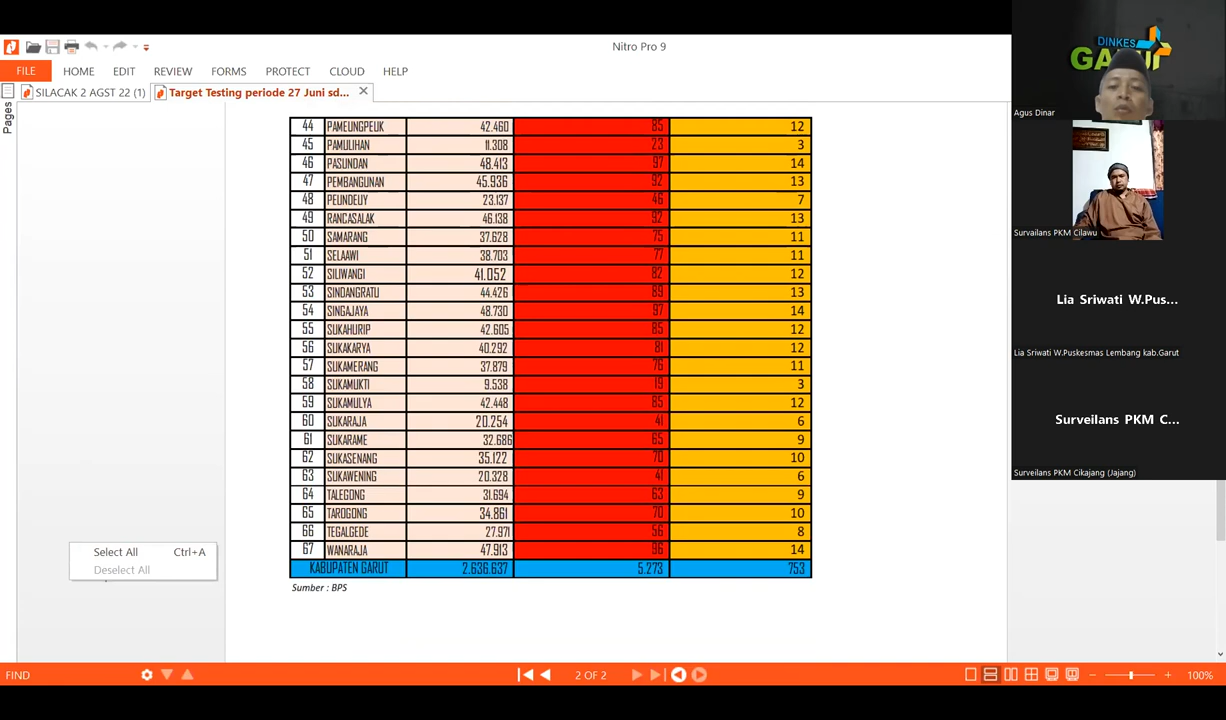 Nitro Pro 9
FILE HOME EDIT REVIEW FORMS PROTECT CLOUD HELP
SILACAK 2 AGST 22 (1) Target Testing periode 27 Juni sd...
Pages
44 PAMEUNGPEUK 42.460 85 12
45 PAMULIHAN 11.308 23 3
46 PASUNDAN 48.413 97 14
47 PEMBANGUNAN 45.936 92 13
48 PEUNDEUY 23.137 46 7
49 RANCASALAK 46.138 92 13
50 SAMARANG 37.628 75 11
51 SELAAWI 38.703 77 11
52 SILIWANGI 41.052 82 12
53 SINDANGRATU 44.426 89 13
54 SINGAJAYA 48.730 97 14
55 SUKAHURIP 42.605 85 12
56 SUKAKARYA 40.292 81 12
57 SUKAMERANG 37.879 76 11
58 SUKAMUKTI 9.538 19 3
59 SUKAMULYA 42.448 85 12
60 SUKARAJA 20.254 41 6
61 SUKARAME 32.686 65 9
62 SUKASENANG 35.122 70 10
63 SUKAWENING 20.328 41 6
64 TALEGONG 31.694 63 9
65 TAROGONG 34.861 70 10
66 TEGALGEDE 27.971 56 8
67 WANARAJA 47.913 96 14
KABUPATEN GARUT 2.636.637 5.273 753
Sumber : BPS
Select All Ctrl+A
Deselect All
FIND 2 OF 2 100%
DINKES
Agus Dinar
Survailans PKM Cilawu
Lia Sriwati W.Pus...
Lia Sriwati W.Puskesmas Lembang kab.Garut
Surveilans PKM C...
Surveilans PKM Cikajang (Jajang)